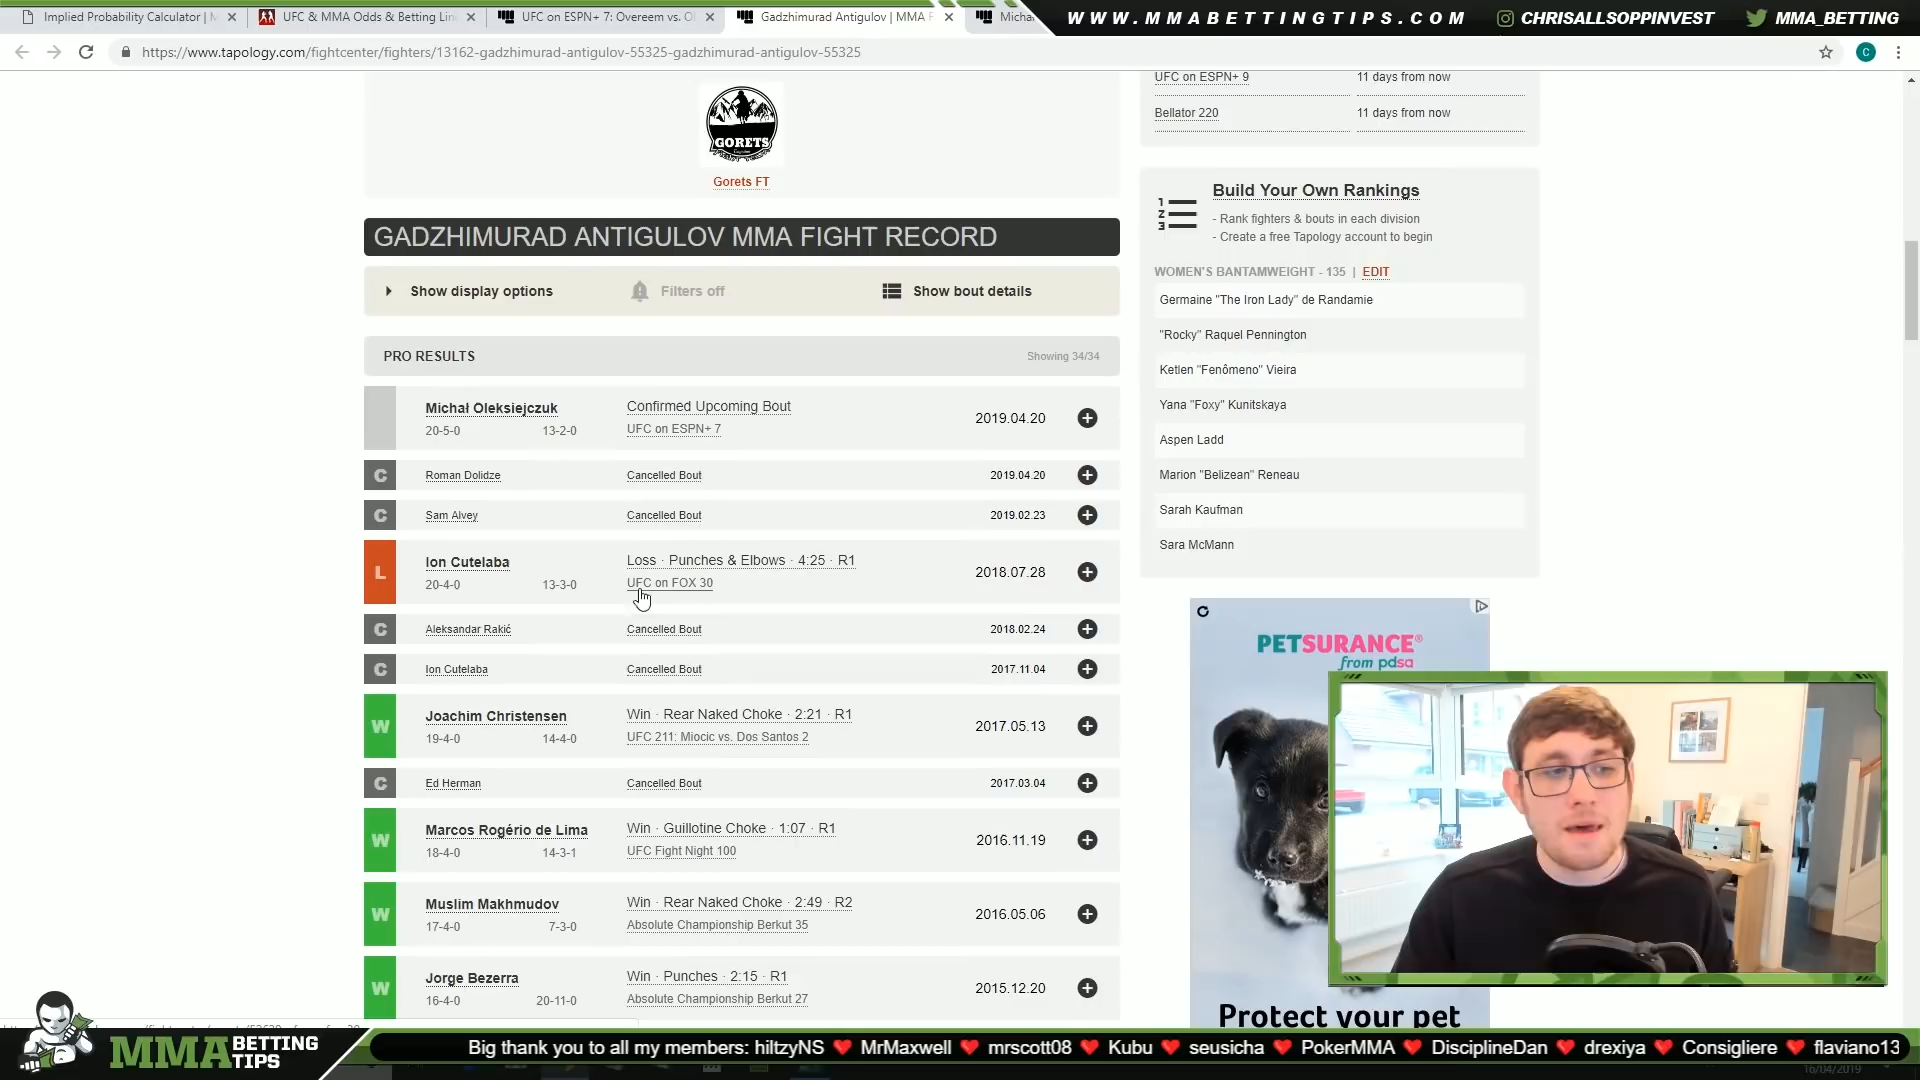 Implied Probability Calculator | M
UFC & MMA Odds & Betting Lin
UFC on ESPN+ 7: Overeem vs. Ol
Gadzhimurad Antigulov | MMA F
Micha
WWW.MMABETTINGTIPS.COM
CHRISALLSOPPINVEST
MMA_BETTING
https://www.tapology.com/fightcenter/fighters/13162-gadzhimurad-antigulov-55325-gadzhimurad-antigulov-55325
C
GORETS
Gorets FT
UFC on ESPN+ 9
11 days from now
Bellator 220
11 days from now
GADZHIMURAD ANTIGULOV MMA FIGHT RECORD
Show display options
Filters off
Show bout details
PRO RESULTS
Showing 34/34
Michał Oleksiejczuk
Confirmed Upcoming Bout
2019.04.20
20-5-0
13-2-0
UFC on ESPN+ 7
C
Roman Dolidze
Cancelled Bout
2019.04.20
C
Sam Alvey
Cancelled Bout
2019.02.23
L
Ion Cutelaba
Loss · Punches & Elbows · 4:25 · R1
2018.07.28
20-4-0
13-3-0
UFC on FOX 30
C
Aleksandar Rakić
Cancelled Bout
2018.02.24
C
Ion Cutelaba
Cancelled Bout
2017.11.04
W
Joachim Christensen
Win · Rear Naked Choke · 2:21 · R1
2017.05.13
19-4-0
14-4-0
UFC 211: Miocic vs. Dos Santos 2
C
Ed Herman
Cancelled Bout
2017.03.04
W
Marcos Rogério de Lima
Win · Guillotine Choke · 1:07 · R1
2016.11.19
18-4-0
14-3-1
UFC Fight Night 100
W
Muslim Makhmudov
Win · Rear Naked Choke · 2:49 · R2
2016.05.06
17-4-0
7-3-0
Absolute Championship Berkut 35
W
Jorge Bezerra
Win · Punches · 2:15 · R1
2015.12.20
16-4-0
20-11-0
Absolute Championship Berkut 27
1
2
3
Build Your Own Rankings
- Rank fighters & bouts in each division
- Create a free Tapology account to begin
WOMEN'S BANTAMWEIGHT - 135 | EDIT
Germaine "The Iron Lady" de Randamie
"Rocky" Raquel Pennington
Ketlen "Fenômeno" Vieira
Yana "Foxy" Kunitskaya
Aspen Ladd
Marion "Belizean" Reneau
Sarah Kaufman
Sara McMann
PETSURANCE®
from pdsa
Protect your pet
MMA BETTING TIPS
Big thank you to all my members: hiltzyNS ❤ MrMaxwell ❤ mrscott08 ❤ Kubu ❤ seusicha ❤ PokerMMA ❤ DisciplineDan ❤ drexiya ❤ Consigliere ❤ flaviano13
16/04/2019